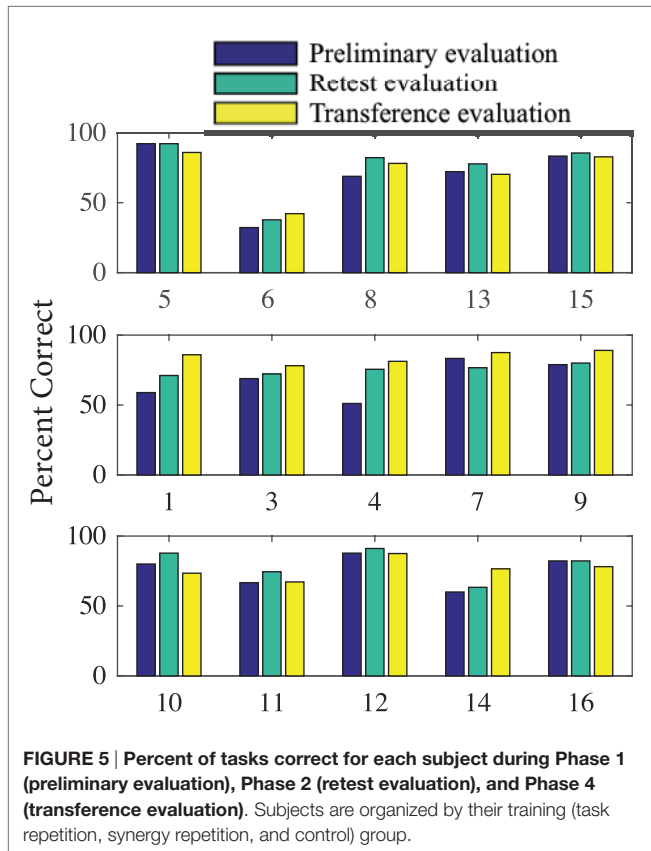 Preliminary evaluation
Retest evaluation
Transference evaluation
Percent Correct
100
50
0
5 6 8 13 15
100
50
0
1 3 4 7 9
100
50
0
10 11 12 14 16
FIGURE 5 | Percent of tasks correct for each subject during Phase 1
(preliminary evaluation), Phase 2 (retest evaluation), and Phase 4
(transference evaluation). Subjects are organized by their training (task
repetition, synergy repetition, and control) group.